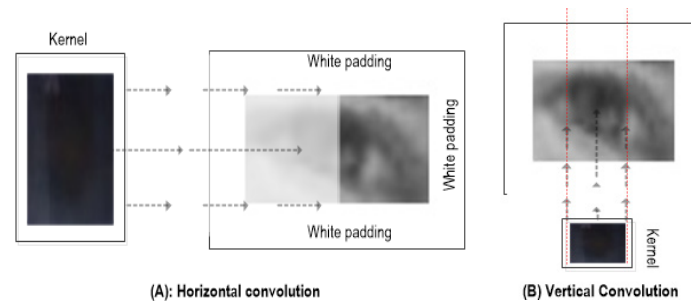 Kernel
White padding
White padding
White padding
Kernel
(A): Horizontal convolution
(B) Vertical Convolution